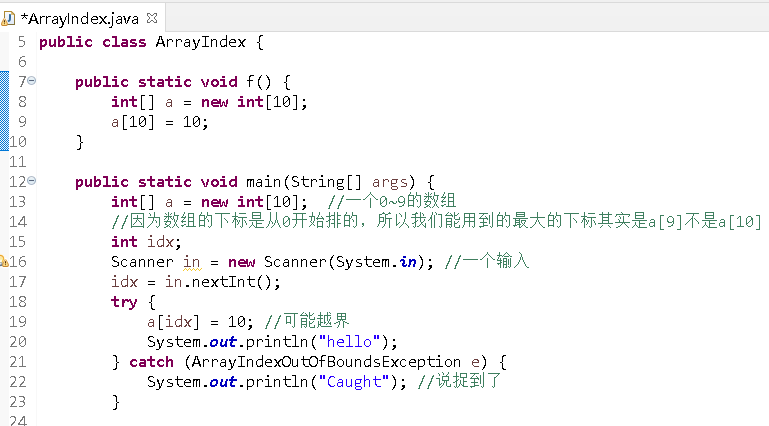 *ArrayIndex.java
5 public class ArrayIndex {
6
7 public static void f() {
8 int[] a = new int[10];
9 a[10] = 10;
10 }
11
12 public static void main(String[] args) {
13 int[] a = new int[10];  //一个0~9的数组
14 //因为数组的下标是从0开始排的，所以我们能用到的最大的下标其实是a[9]不是a[10]
15 int idx;
16 Scanner in = new Scanner(System.in); //一个输入
17 idx = in.nextInt();
18 try {
19 a[idx] = 10; //可能越界
20 System.out.println("hello");
21 } catch (ArrayIndexOutOfBoundsException e) {
22 System.out.println("Caught"); //说捉到了
23 }
24